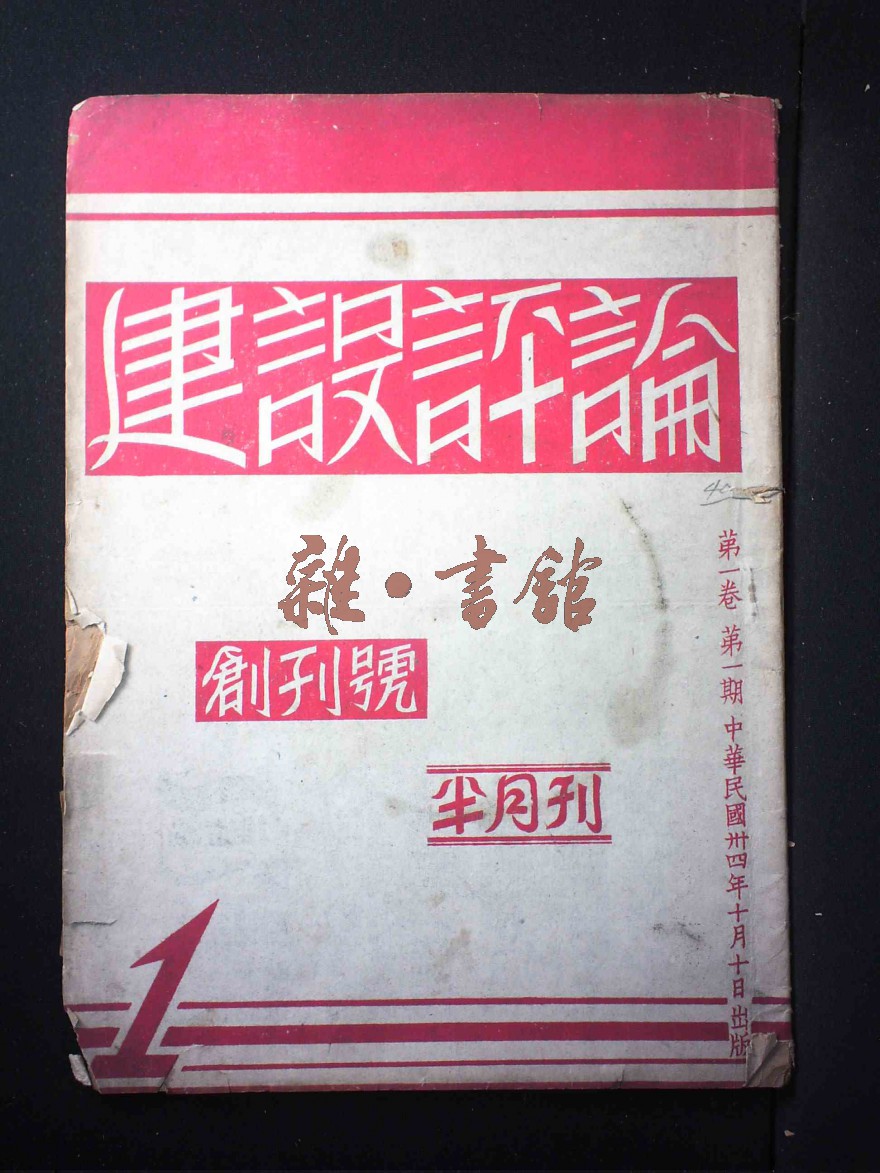 建設評論
雜·書館
創刊號
半月刊
1
第一卷 第一期 中華民國卅四年十月十日出版